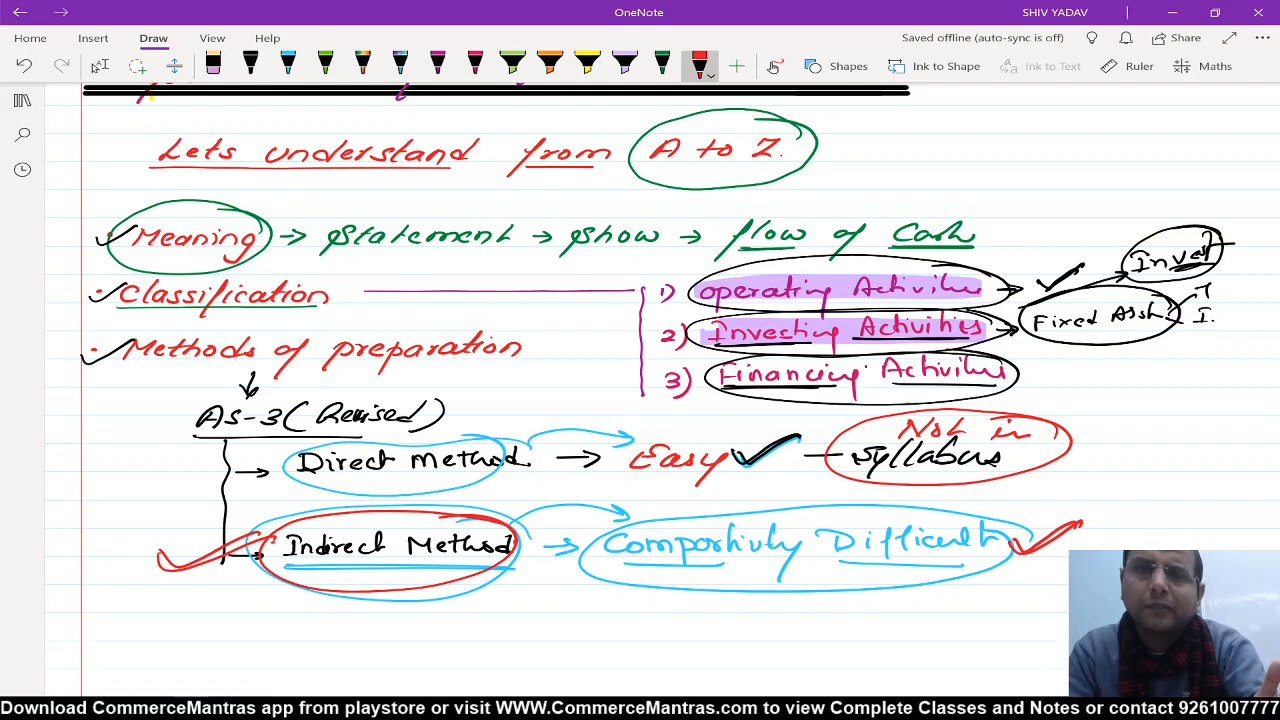 OneNote
SHIV YADAV
Home Insert Draw View Help
Saved offline (auto-sync is off)
Share
Shapes
Ink to Shape
Ink to Text
Ruler
Maths
Lets understand from A to Z.
Meaning → Statement → Show → flow of Cash
Classification
1) operating Activities
Invest
2) Investing Activities
Fixed Assets
I.
3) Financing Activities
Methods of preparation
AS-3 (Revised)
Direct Method → Easy ✓ — Not in syllabus
Indirect Method → Comportivly Difficult ✓
Download CommerceMantras app from playstore or visit WWW.CommerceMantras.com to view Complete Classes and Notes or contact 9261007777